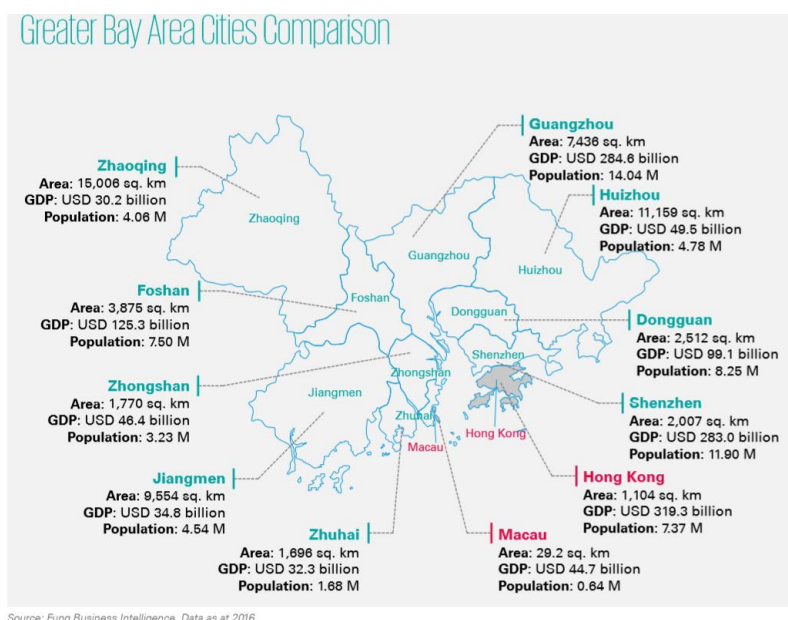 Greater Bay Area Cities Comparison
Guangzhou
Area: 7,436 sq. km
GDP: USD 284.6 billion
Population: 14.04 M
Zhaoqing
Area: 15,006 sq. km
GDP: USD 30.2 billion
Population: 4.06 M
Huizhou
Area: 11,159 sq. km
GDP: USD 49.5 billion
Population: 4.78 M
Zhaoqing
Guangzhou
Huizhou
Foshan
Area: 3,875 sq. km
GDP: USD 125.3 billion
Population: 7.50 M
Foshan
Dongguan
Dongguan
Area: 2,512 sq. km
GDP: USD 99.1 billion
Population: 8.25 M
Shenzhen
Zhongshan
Zhongshan
Area: 1,770 sq. km
GDP: USD 46.4 billion
Population: 3.23 M
Jiangmen
Zhuhai
Macau
Hong Kong
Shenzhen
Area: 2,007 sq. km
GDP: USD 283.0 billion
Population: 11.90 M
Jiangmen
Area: 9,554 sq. km
GDP: USD 34.8 billion
Population: 4.54 M
Hong Kong
Area: 1,104 sq. km
GDP: USD 319.3 billion
Population: 7.37 M
Zhuhai
Area: 1,696 sq. km
GDP: USD 32.3 billion
Population: 1.68 M
Macau
Area: 29.2 sq. km
GDP: USD 44.7 billion
Population: 0.64 M
Source: Fung Business Intelligence, Data as at 2016